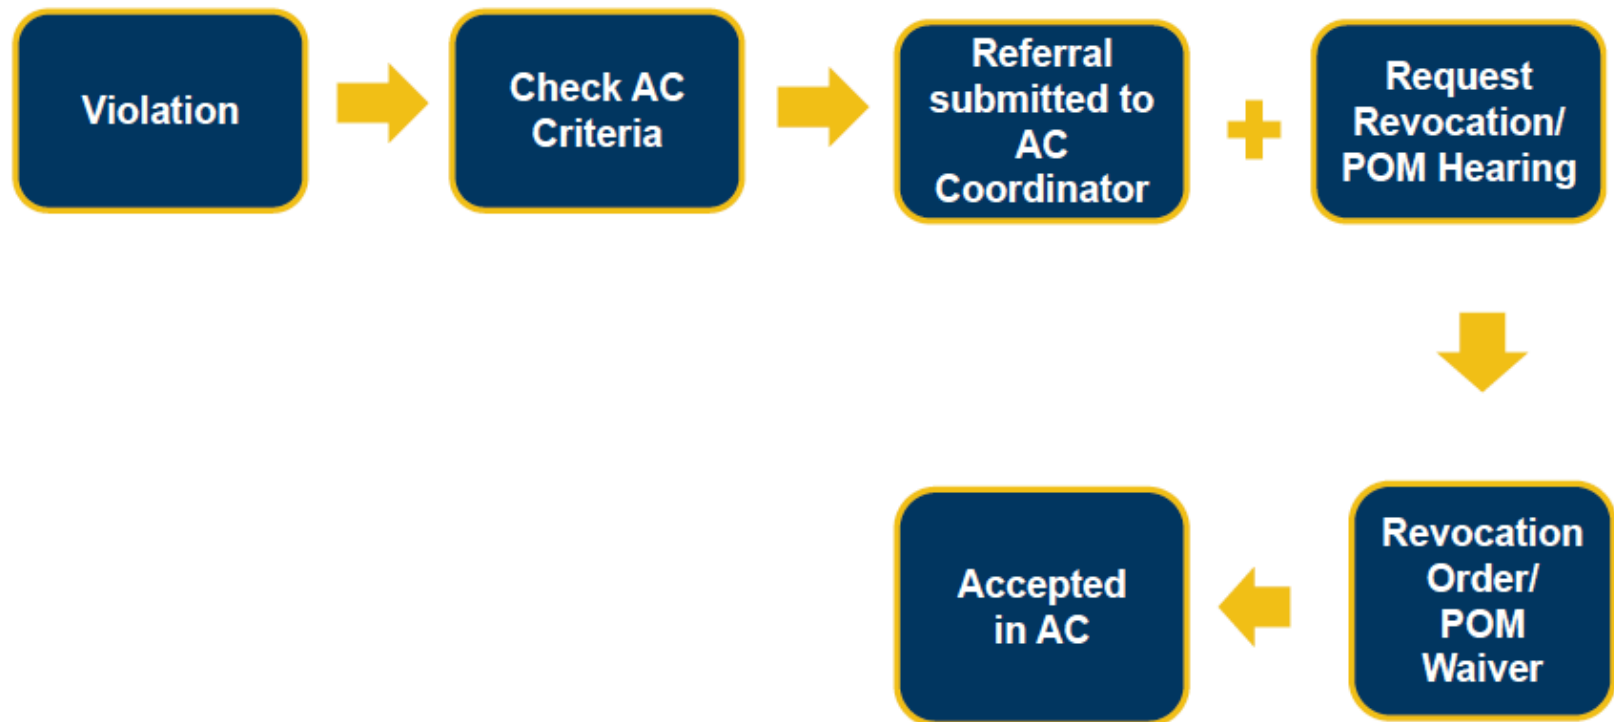 Violation
Check AC
Criteria
Referral
submitted to
AC
Coordinator
Request
Revocation/
POM Hearing
Revocation
Order/
POM
Waiver
Accepted
in AC